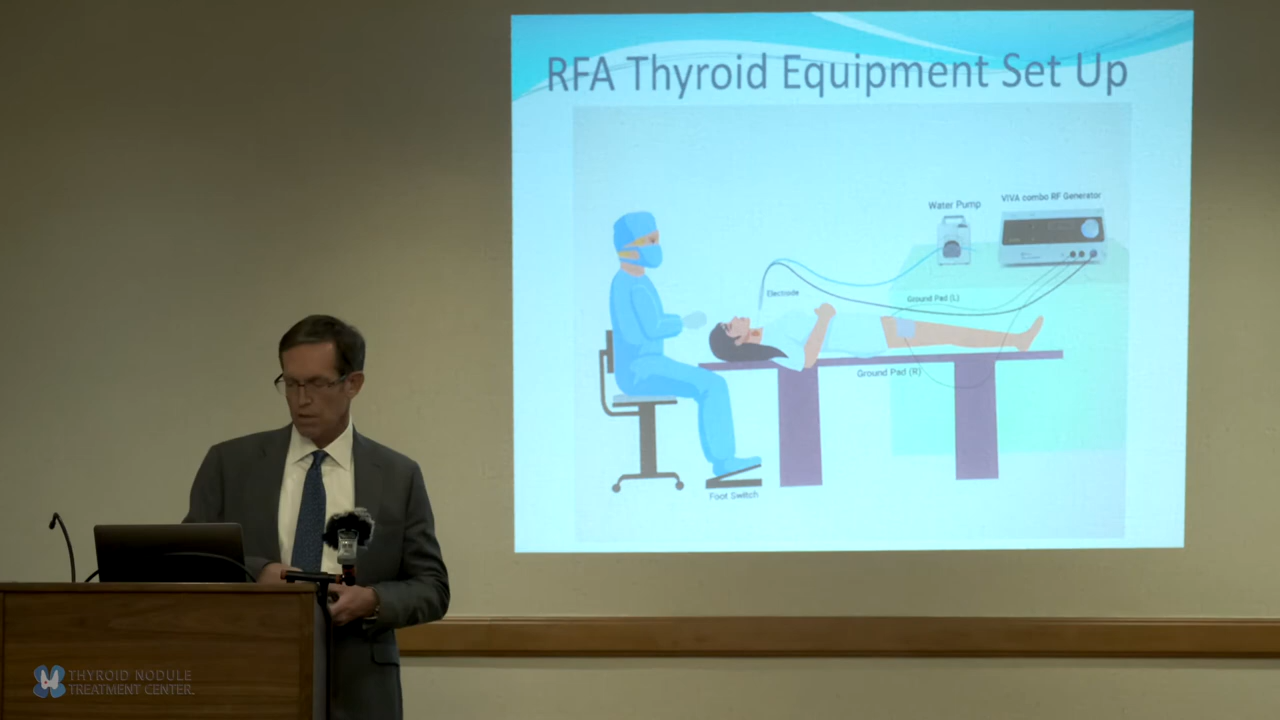 RFA Thyroid Equipment Set Up
Water Pump
VIVA combo RF Generator
Electrode
Ground Pad (L)
Ground Pad (R)
Foot Switch
THYROID NODULE
TREATMENT CENTER